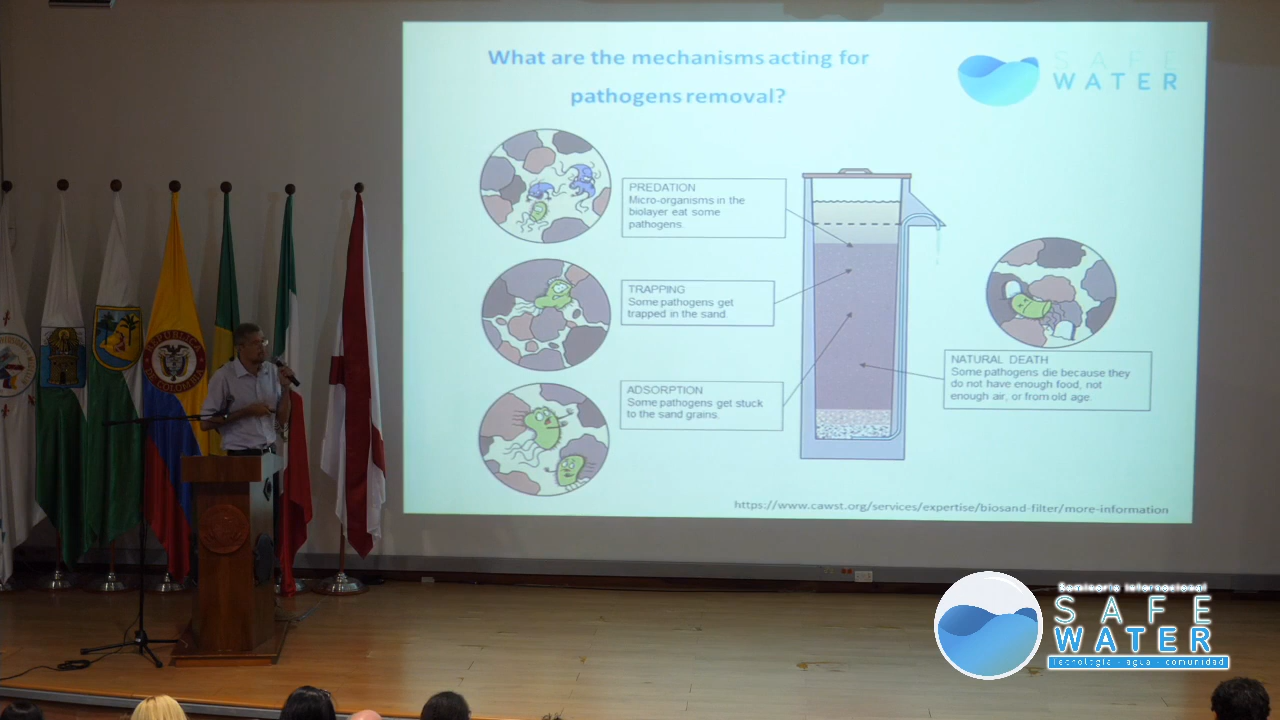 What are the mechanisms acting for
pathogens removal?
SAFE
WATER
PREDATION
Micro-organisms in the
biolayer eat some
pathogens.
TRAPPING
Some pathogens get
trapped in the sand.
ADSORPTION
Some pathogens get stuck
to the sand grains.
NATURAL DEATH
Some pathogens die because they
do not have enough food, not
enough air, or from old age.
https://www.cawst.org/services/expertise/biosand-filter/more-information
REPUBLICA
DE COLOMBIA
Seminario internacional
SAFE
WATER
tecnología - agua - comunidad